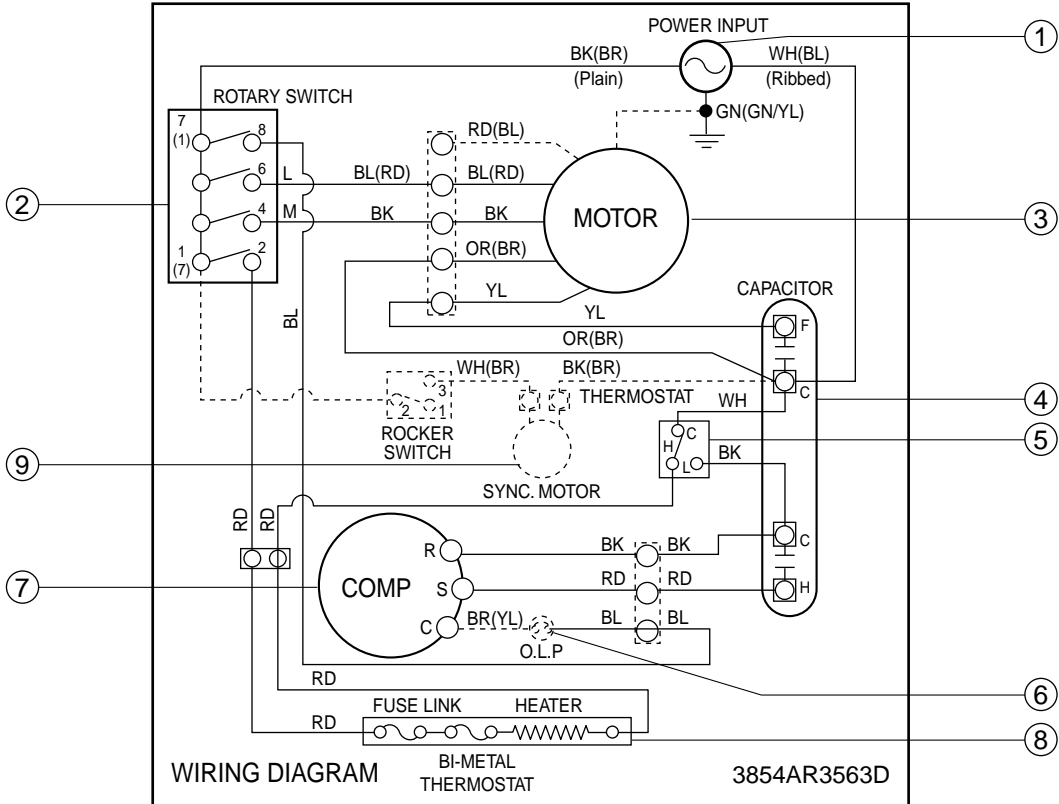 POWER INPUT
1
BK(BR)
WH(BL)
(Plain)
(Ribbed)
ROTARY SWITCH
GN(GN/YL)
7
(1)
8
RD(BL)
6
L
BL(RD)
BL(RD)
2
4
M
BK
BK
MOTOR
3
1
(7)
2
OR(BR)
YL
CAPACITOR
BL
YL
F
OR(BR)
WH(BR)
BK(BR)
C
3
THERMOSTAT
WH
4
2
1
ROCKER
SWITCH
C
H
L
BK
5
9
SYNC. MOTOR
RD
RD
R
BK
BK
C
7
COMP
S
RD
RD
H
C
BR(YL)
BL
BL
O.L.P
RD
6
FUSE LINK
HEATER
RD
8
BI-METAL
THERMOSTAT
WIRING DIAGRAM
3854AR3563D